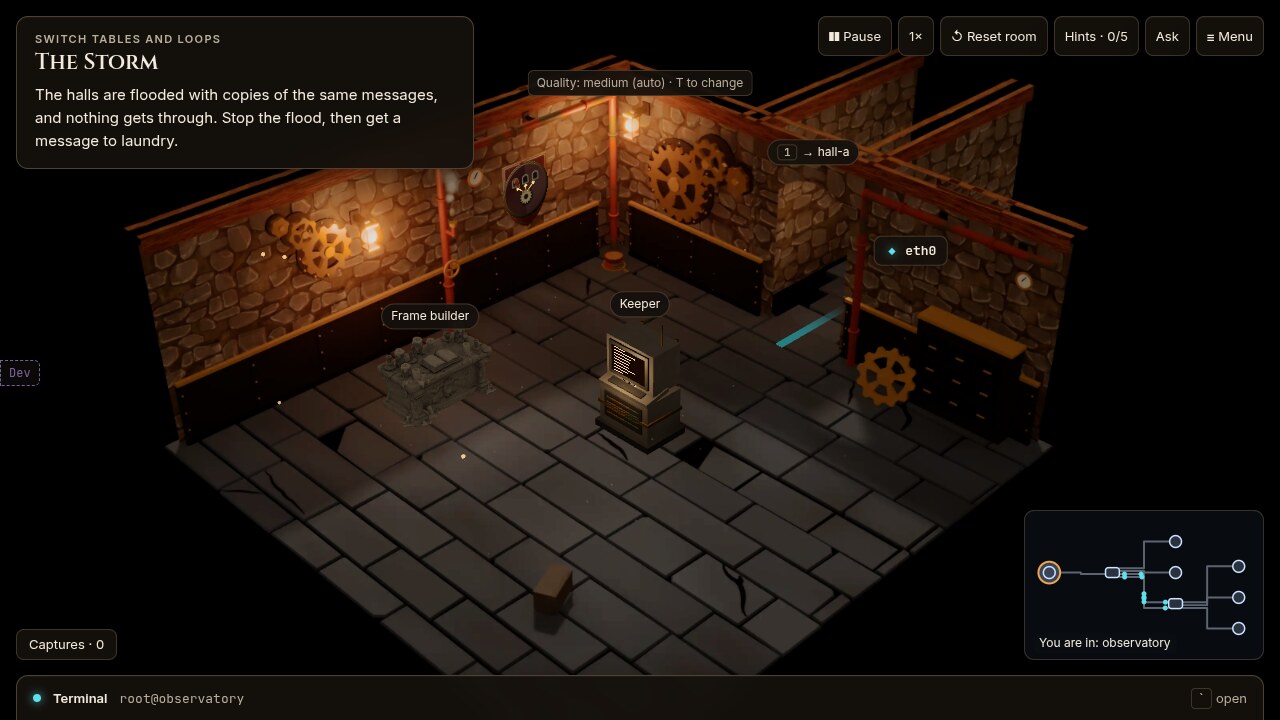 SWITCH TABLES AND LOOPS
The Storm
The halls are flooded with copies of the same messages,
and nothing gets through. Stop the flood, then get a
message to laundry.
Pause
1×
Reset room
Hints · 0/5
Ask
≡ Menu
Quality: medium (auto) · T to change
1 → hall-a
eth0
Keeper
Frame builder
Dev
You are in: observatory
Captures · 0
Terminal root@observatory
` open